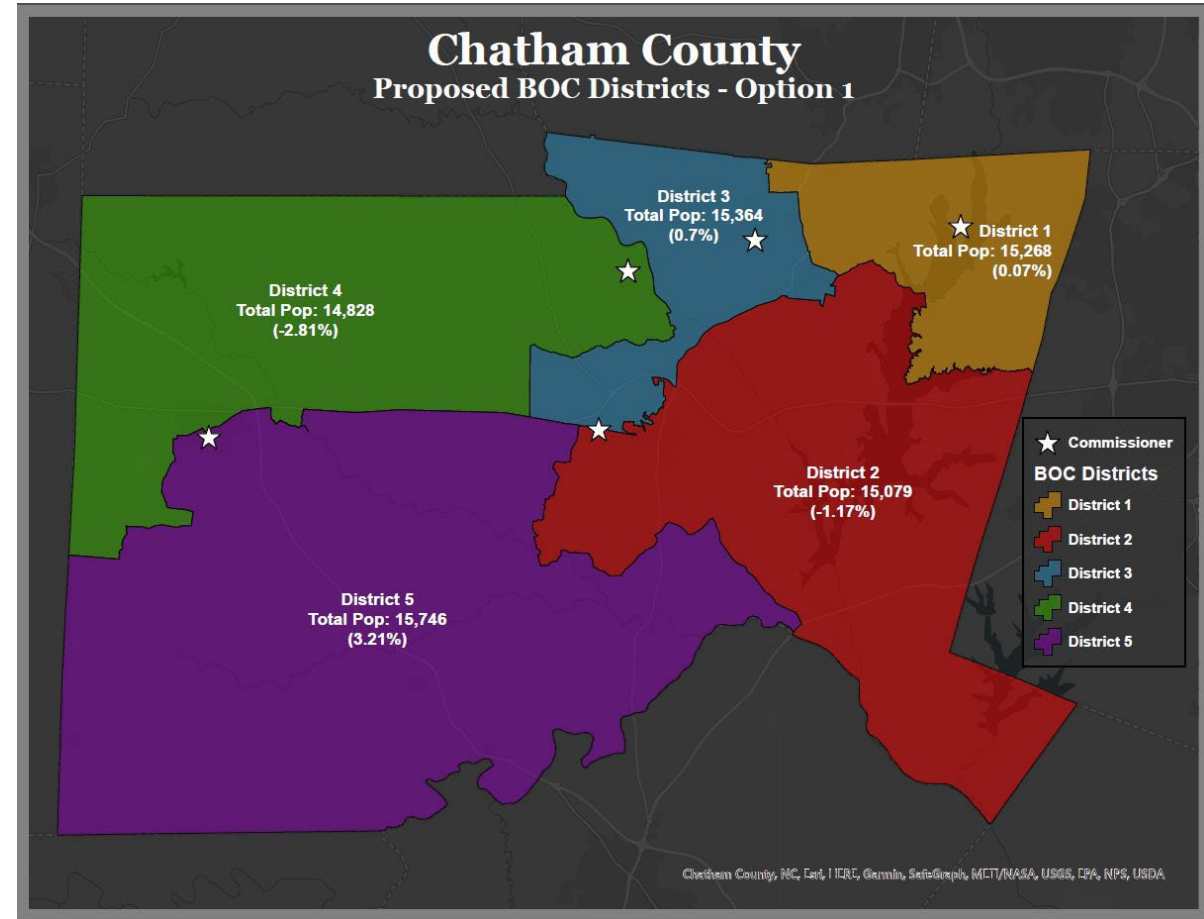 Chatham County
Proposed BOC Districts - Option 1
District 3
Total Pop: 15,364
(0.7%)
District 1
Total Pop: 15,268
(0.07%)
District 4
Total Pop: 14,828
(-2.81%)
District 2
Total Pop: 15,079
(-1.17%)
District 5
Total Pop: 15,746
(3.21%)
Commissioner
BOC Districts
District 1
District 2
District 3
District 4
District 5
Chatham County, NC, Esri, HERE, Garmin, SafeGraph, METI/NASA, USGS, EPA, NPS, USDA